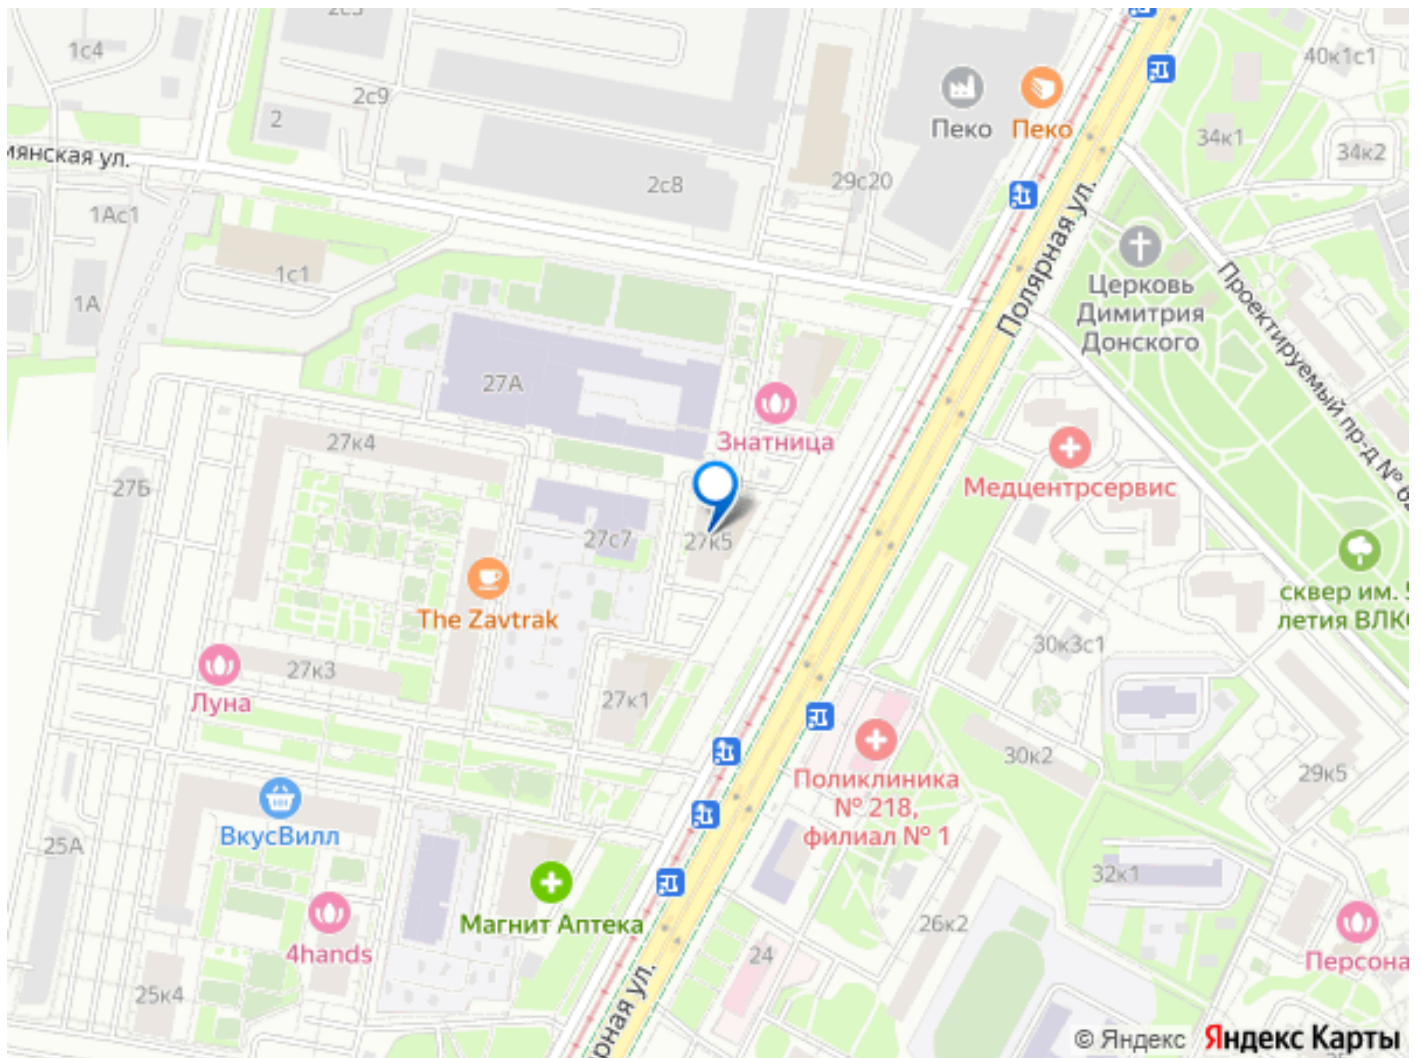 1с4
2с9
2
мянская ул.
1Ас1
1А
1с1
2с8
29с20
Пеко
Пеко
40к1с1
34к1
34к2
Полярная ул.
Церковь
Димитрия
Донского
Проектируемый пр-д №
27А
27к4
27Б
Знатница
Медцентрсервис
27с7
27к5
The Zavtrak
сквер им. 5
летия ВЛКС
30к3с1
27к3
Луна
27к1
Поликлиника
№ 218,
филиал № 1
30к2
29к5
ВкусВилл
25А
32к1
Магнит Аптека
4hands
26к2
24
25к4
Персона
рная ул.
© Яндекс Яндекс Карты